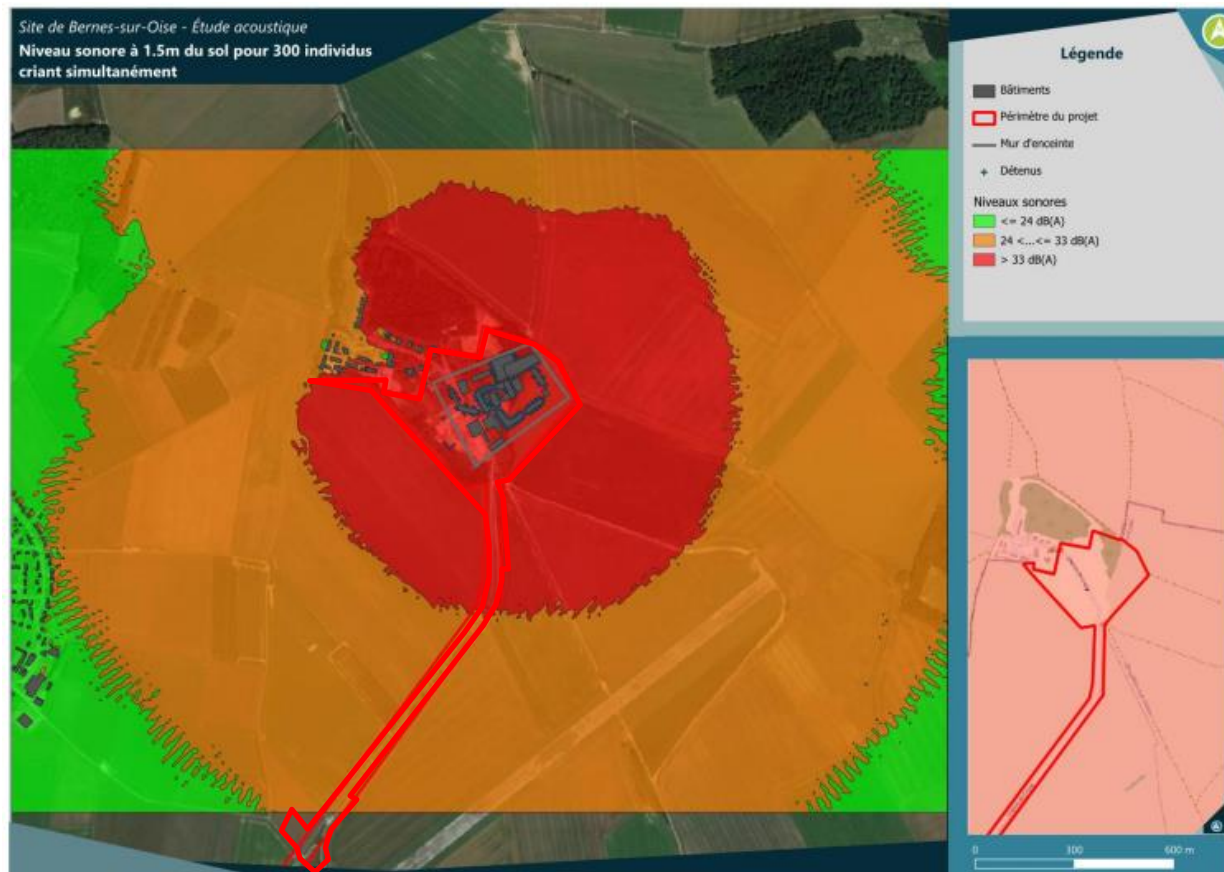 Site de Bernes-sur-Oise - Étude acoustique
Niveau sonore à 1.5m du sol pour 300 individus
criant simultanément
Légende
Bâtiments
Périmètre du projet
Mur d'enceinte
Détenus
Niveaux sonores
<= 24 dB(A)
24 <...<= 33 dB(A)
> 33 dB(A)
0 300 600 m